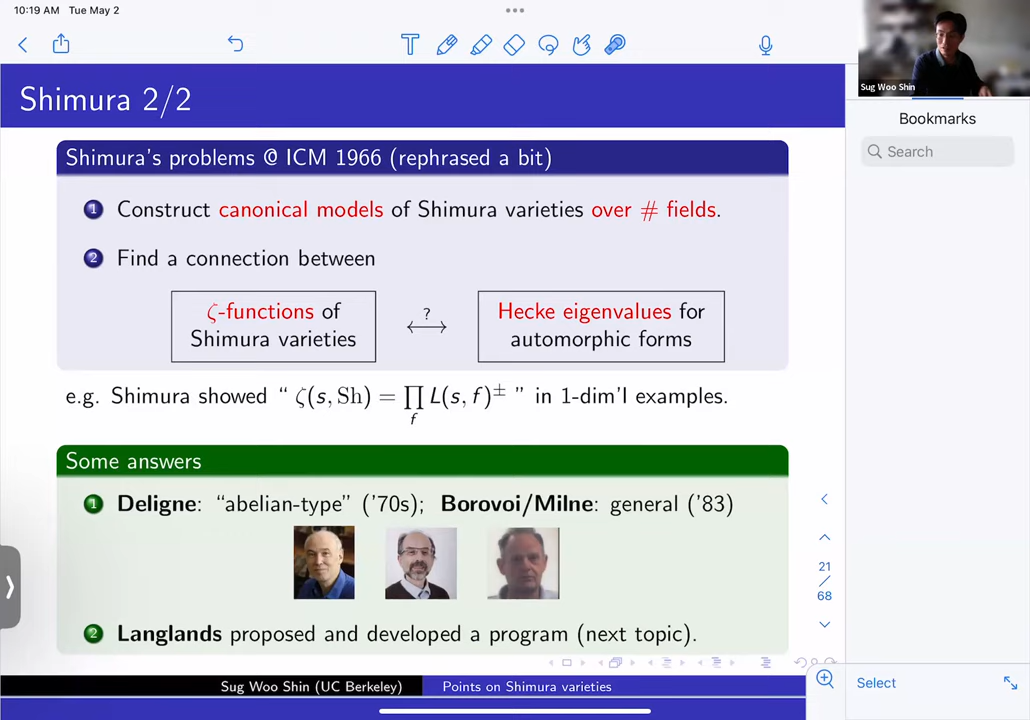 10:19 AM Tue May 2
Sug Woo Shin
Shimura 2/2
Bookmarks
Search
Shimura's problems @ ICM 1966 (rephrased a bit)
1 Construct canonical models of Shimura varieties over # fields.
2 Find a connection between
ζ-functions of
Shimura varieties
?
⟷
Hecke eigenvalues for
automorphic forms
e.g. Shimura showed “ ζ(s, Sh) = ∏ L(s, f)± ” in 1-dim'l examples.
f
Some answers
1 Deligne: “abelian-type” ('70s); Borovoi/Milne: general ('83)
2 Langlands proposed and developed a program (next topic).
21
/
68
Sug Woo Shin (UC Berkeley)
Points on Shimura varieties
Select